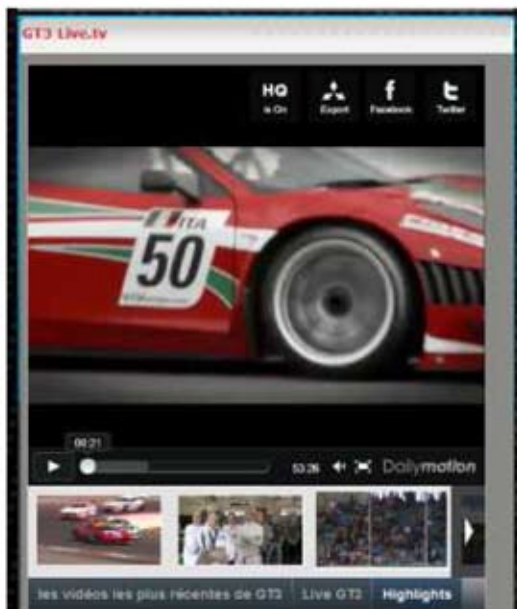 GT3 Live.tv
HQ
is On
Export
Facebook
Twitter
ITA
50
00:21
53:26
Dailymotion
les vidéos les plus récentes de GT3 Live GT3 Highlights